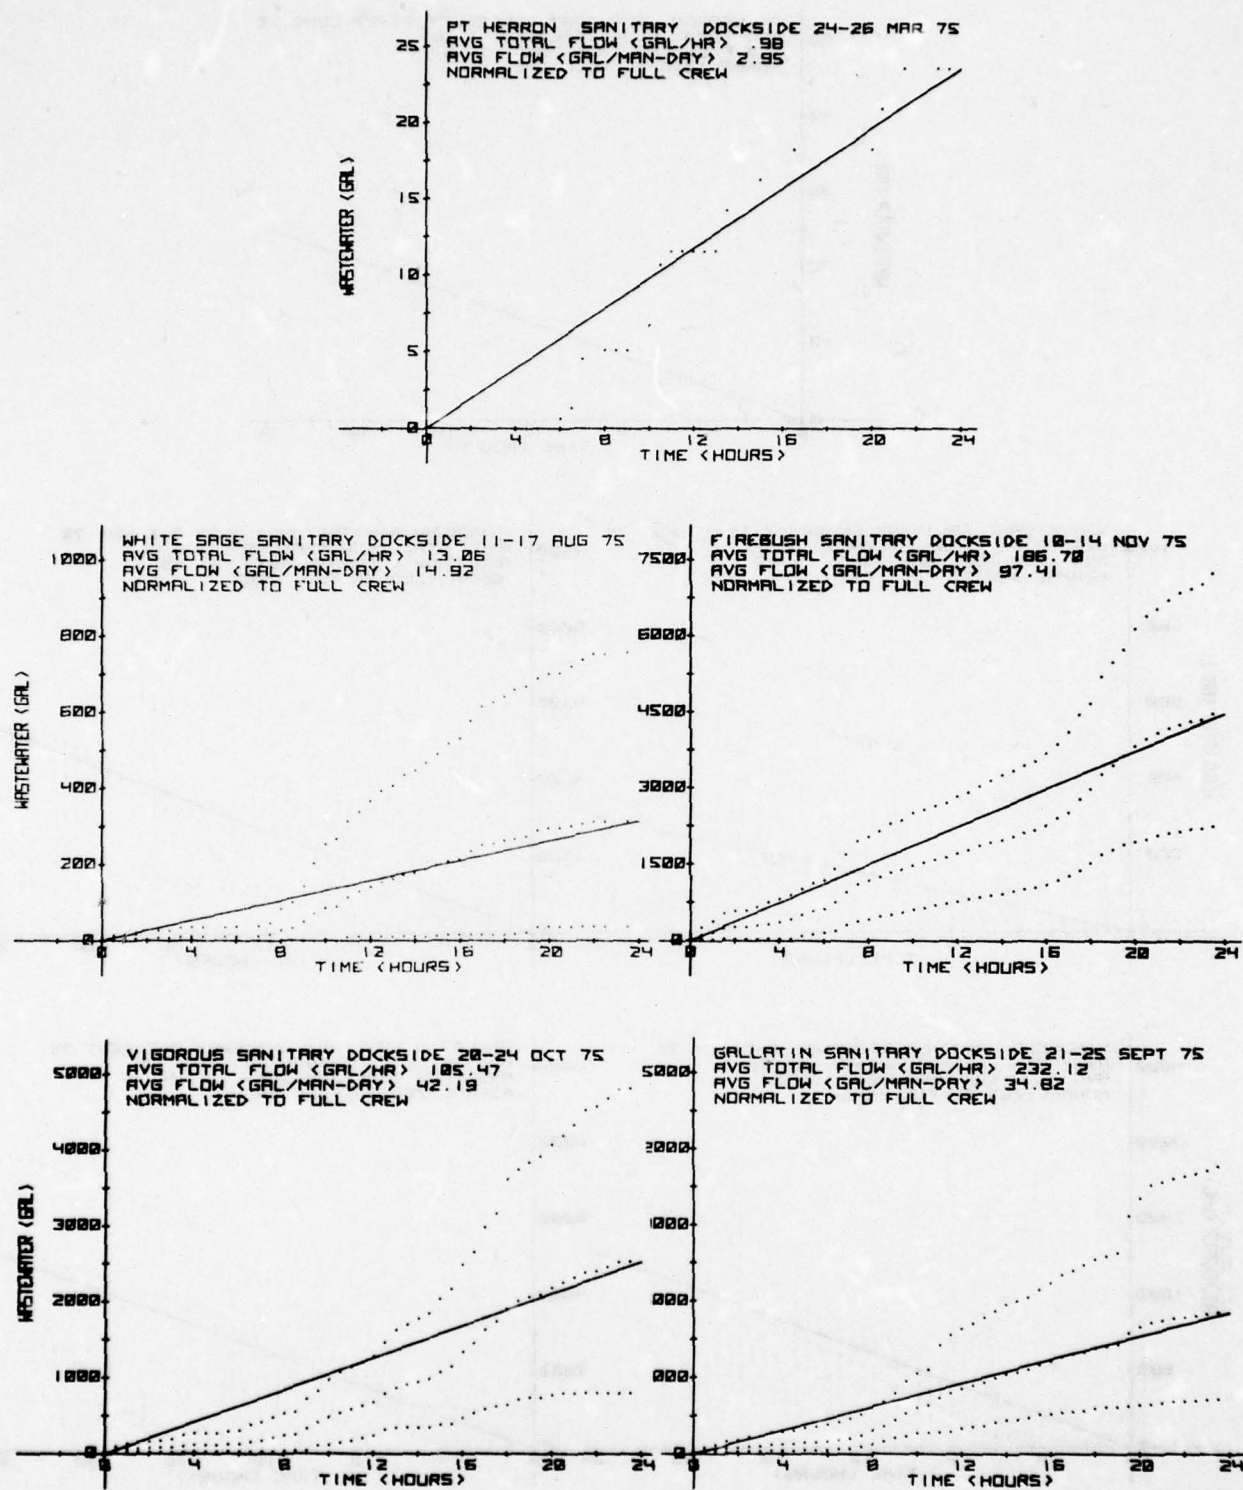 PT HERRON SANITARY DOCKSIDE 24-26 MAR 75
AVG TOTAL FLOW <GAL/HR> .98
AVG FLOW <GAL/MAN-DAY> 2.95
NORMALIZED TO FULL CREW
25
20
15
10
5
0
WASTEWATER <GAL>
0 4 8 12 16 20 24
TIME <HOURS>
WHITE SAGE SANITARY DOCKSIDE 11-17 AUG 75
AVG TOTAL FLOW <GAL/HR> 13.06
AVG FLOW <GAL/MAN-DAY> 14.92
NORMALIZED TO FULL CREW
1000
800
600
400
200
0
WASTEWATER <GAL>
0 4 8 12 16 20 24
TIME <HOURS>
FIREBUSH SANITARY DOCKSIDE 10-14 NOV 75
AVG TOTAL FLOW <GAL/HR> 186.70
AVG FLOW <GAL/MAN-DAY> 97.41
NORMALIZED TO FULL CREW
7500
6000
4500
3000
1500
0
0 4 8 12 16 20 24
TIME <HOURS>
VIGOROUS SANITARY DOCKSIDE 20-24 OCT 75
AVG TOTAL FLOW <GAL/HR> 105.47
AVG FLOW <GAL/MAN-DAY> 42.19
NORMALIZED TO FULL CREW
5000
4000
3000
2000
1000
0
WASTEWATER <GAL>
0 4 8 12 16 20 24
TIME <HOURS>
GALLATIN SANITARY DOCKSIDE 21-25 SEPT 75
AVG TOTAL FLOW <GAL/HR> 232.12
AVG FLOW <GAL/MAN-DAY> 34.82
NORMALIZED TO FULL CREW
5000
2000
000
000
000
0
0 4 8 12 16 20 24
TIME <HOURS>